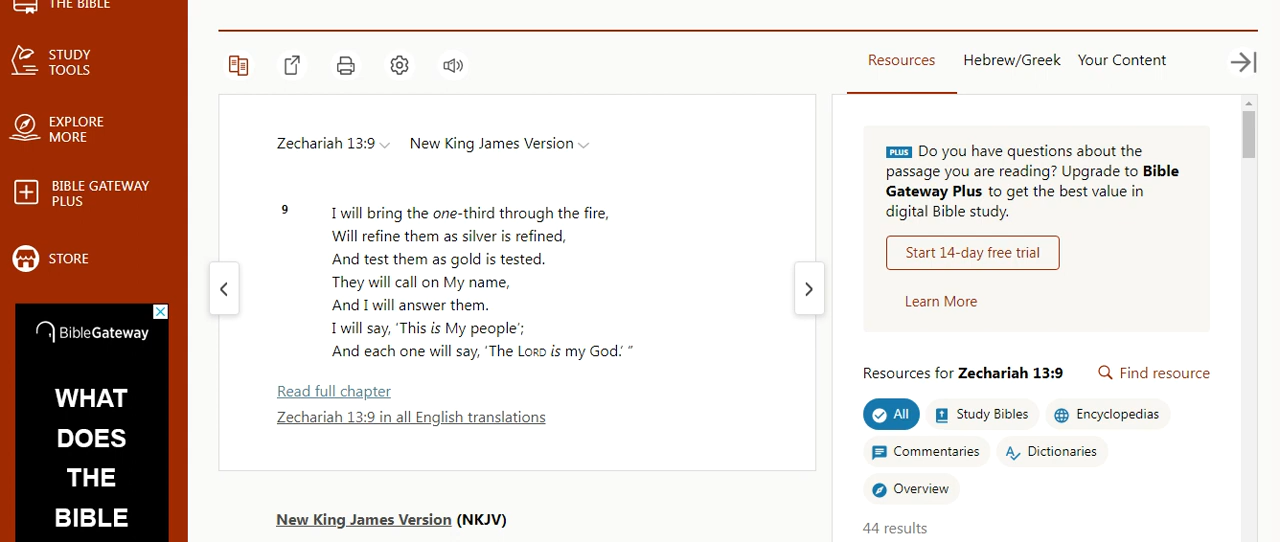 THE BIBLE
STUDY
TOOLS
EXPLORE
MORE
BIBLE GATEWAY
PLUS
STORE
BibleGateway
WHAT
DOES
THE
BIBLE
Zechariah 13:9 New King James Version
9 I will bring the one-third through the fire,
Will refine them as silver is refined,
And test them as gold is tested.
They will call on My name,
And I will answer them.
I will say, ‘This is My people’;
And each one will say, ‘The LORD is my God.’ ”
Read full chapter
Zechariah 13:9 in all English translations
New King James Version (NKJV)
Resources Hebrew/Greek Your Content
PLUS Do you have questions about the
passage you are reading? Upgrade to Bible
Gateway Plus to get the best value in
digital Bible study.
Start 14-day free trial
Learn More
Resources for Zechariah 13:9 Find resource
All Study Bibles Encyclopedias
Commentaries Dictionaries
Overview
44 results